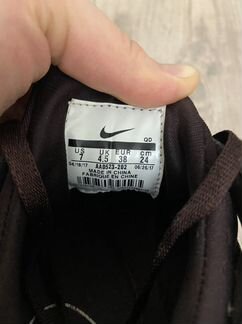 QD
US UK EUR cm
7 4.5 38 24
04/18/17 AA0523-202 06/26/17
MADE IN CHINA
FABRIQUE EN CHINE